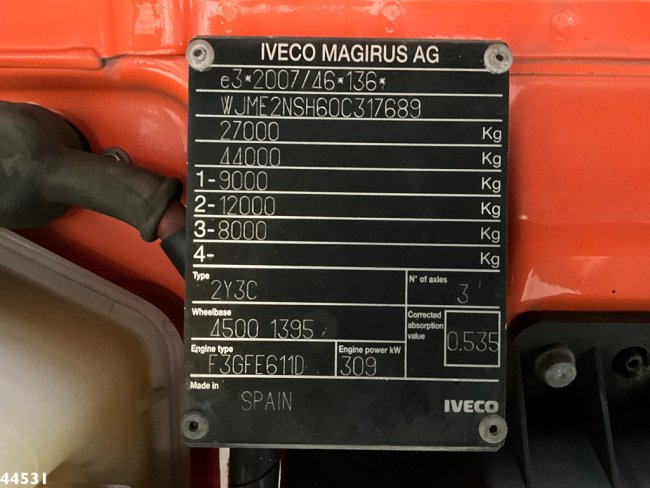 IVECO MAGIRUS AG
e3*2007/46*136*
WJME2NSH60C317689
27000 Kg
44000 Kg
1-9000 Kg
2-12000 Kg
3-8000 Kg
4- Kg
Type
2Y3C
N° of axles
3
Wheelbase
4500 1395
Corrected absorption value
0.535
Engine type
F3GFE611D
Engine power kW
309
Made in
SPAIN
IVECO
44531